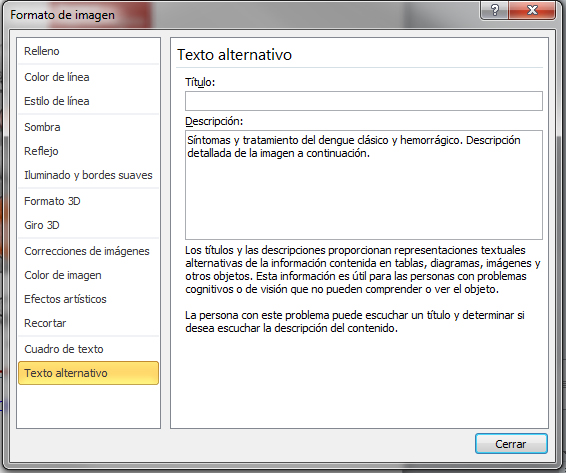 Formato de imagen
Relleno
Color de línea
Estilo de línea
Sombra
Reflejo
Iluminado y bordes suaves
Formato 3D
Giro 3D
Correcciones de imágenes
Color de imagen
Efectos artísticos
Recortar
Cuadro de texto
Texto alternativo
Texto alternativo
Título:
Descripción:
Síntomas y tratamiento del dengue clásico y hemorrágico. Descripción
detallada de la imagen a continuación.
Los títulos y las descripciones proporcionan representaciones textuales
alternativas de la información contenida en tablas, diagramas, imágenes y
otros objetos. Esta información es útil para las personas con problemas
cognitivos o de visión que no pueden comprender o ver el objeto.
La persona con este problema puede escuchar un título y determinar si
desea escuchar la descripción del contenido.
Cerrar